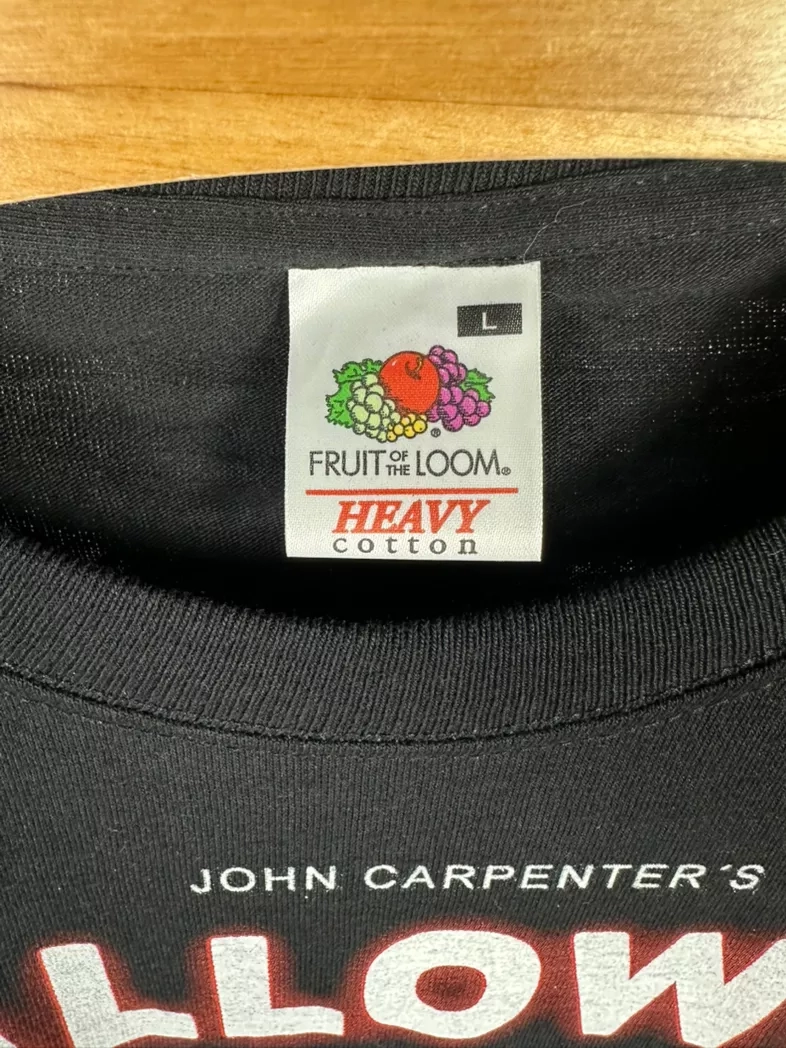 L
FRUIT OF THE LOOM®
HEAVY
cotton
JOHN CARPENTER´S
LLOW